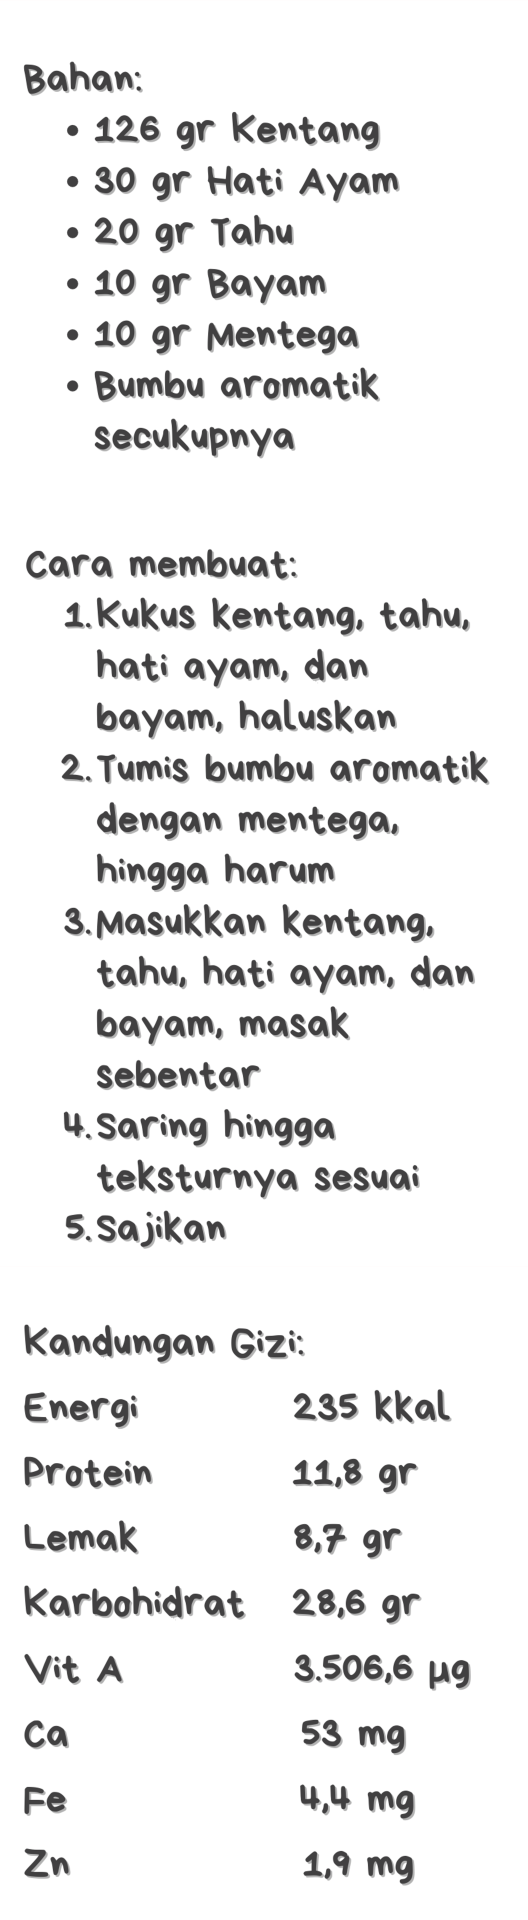 Bahan:
• 126 gr Kentang
• 30 gr Hati Ayam
• 20 gr Tahu
• 10 gr Bayam
• 10 gr Mentega
• Bumbu aromatik
secukupnya
Cara membuat:
1. Kukus kentang, tahu,
hati ayam, dan
bayam, haluskan
2. Tumis bumbu aromatik
dengan mentega,
hingga harum
3. Masukkan kentang,
tahu, hati ayam, dan
bayam, masak
sebentar
4. Saring hingga
teksturnya sesuai
5. Sajikan
Kandungan Gizi:
Energi 235 kkal
Protein 11,8 gr
Lemak 8,7 gr
Karbohidrat 28,6 gr
Vit A 3.506,6 µg
Ca 53 mg
Fe 4,4 mg
Zn 1,9 mg